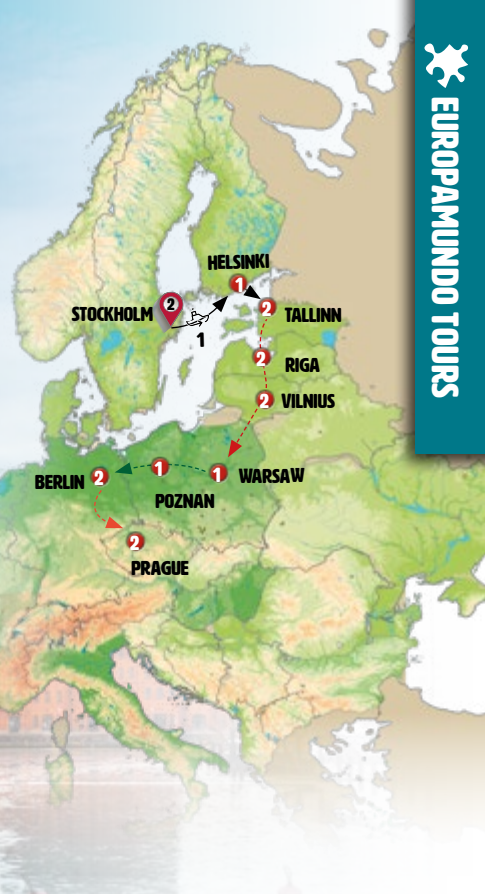 EUROPAMUNDO TOURS
HELSINKI
1
2
STOCKHOLM
2
TALLINN
1
2
RIGA
2
VILNIUS
BERLIN
2
1
1
WARSAW
POZNAN
2
PRAGUE